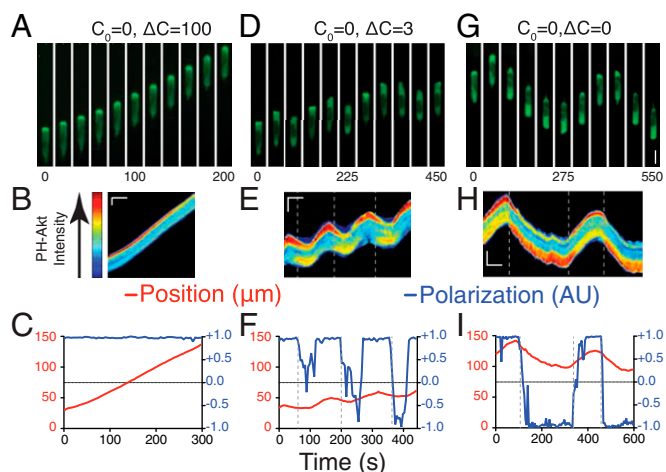 A C₀=0, ΔC=100 D C₀=0, ΔC=3 G C₀=0,ΔC=0
0 100 200 0 225 450 0 275 550
B E H
PH-Akt
Intensity
–Position (μm) –Polarization (AU)
C F I
150 +1.0 150 +1.0 150 +1.0
100 +0.5 100 +0.5 100 +0.5
0.0 0.0 0.0
50 -0.5 50 -0.5 50 -0.5
0 -1.0 0 -1.0 0 -1.0
0 100 200 300 0 200 400 0 200 400 600
Time (s)